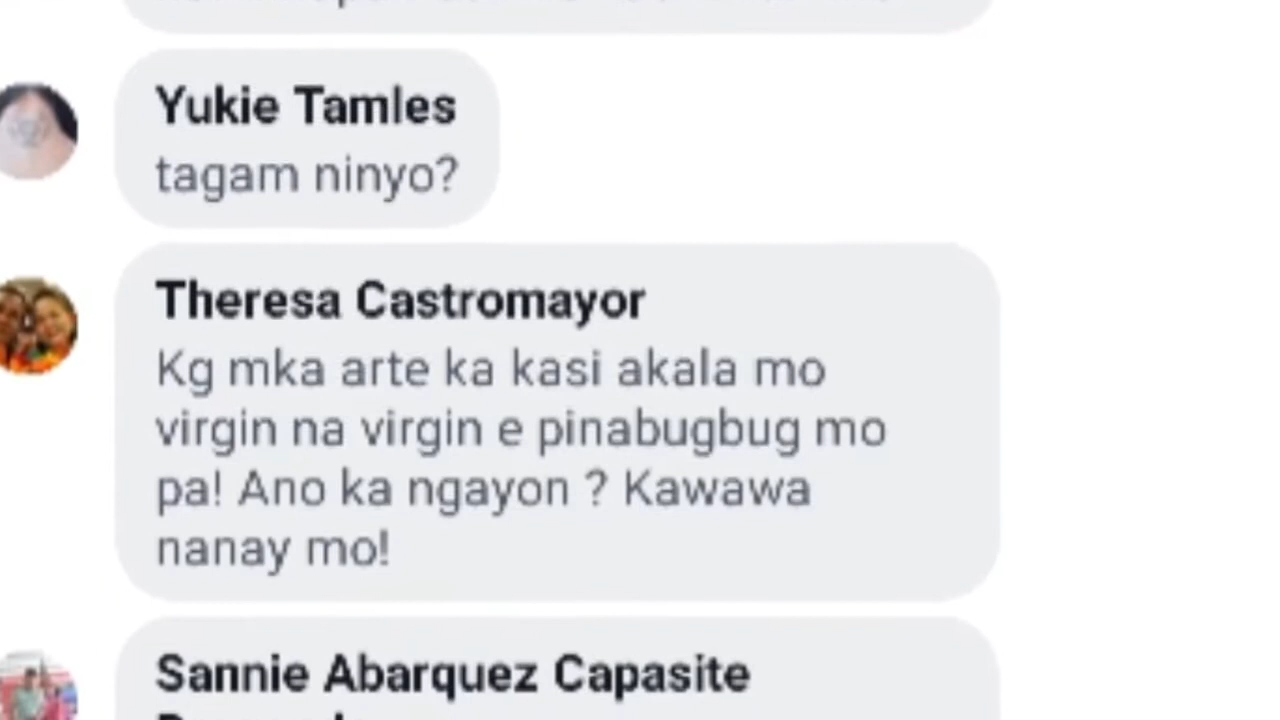 Yukie Tamles
tagam ninyo?
Theresa Castromayor
Kg mka arte ka kasi akala mo
virgin na virgin e pinabugbug mo
pa! Ano ka ngayon ? Kawawa
nanay mo!
Sannie Abarquez Capasite